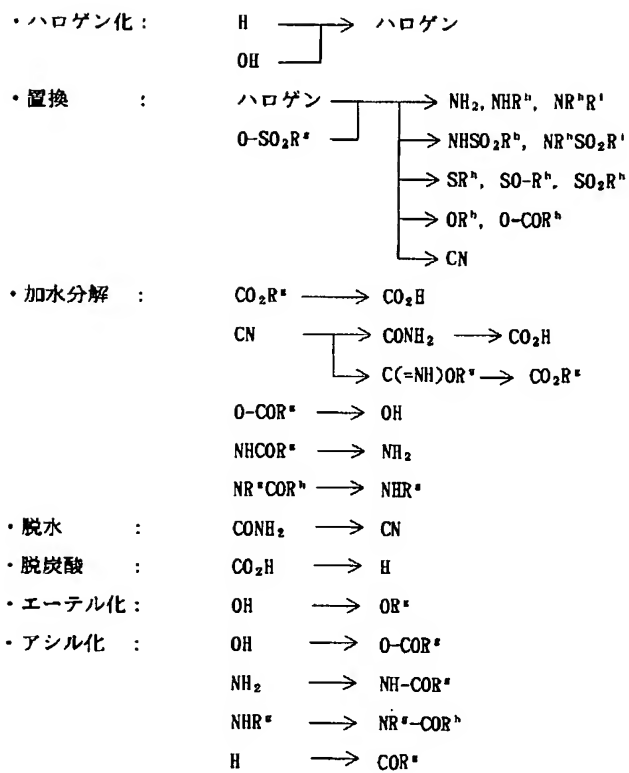 ・ハロゲン化： H → ハロゲン
OH
・置換 ： ハロゲン → NH₂, NHRʰ, NRʰRⁱ
O-SO₂Rᵍ → NHSO₂Rʰ, NRʰSO₂Rⁱ
→ SRʰ, SO-Rʰ, SO₂Rʰ
→ ORʰ, O-CORʰ
→ CN
・加水分解 ： CO₂Rᵍ → CO₂H
CN → CONH₂ → CO₂H
→ C(=NH)ORᵍ → CO₂Rᵍ
O-CORᵍ → OH
NHCORᵍ → NH₂
NRᵍCORʰ → NHRᵍ
・脱水 ： CONH₂ → CN
・脱炭酸 ： CO₂H → H
・エーテル化： OH → ORᵍ
・アシル化 ： OH → O-CORᵍ
NH₂ → NH-CORᵍ
NHRᵍ → NRᵍ-CORʰ
H → CORᵍ